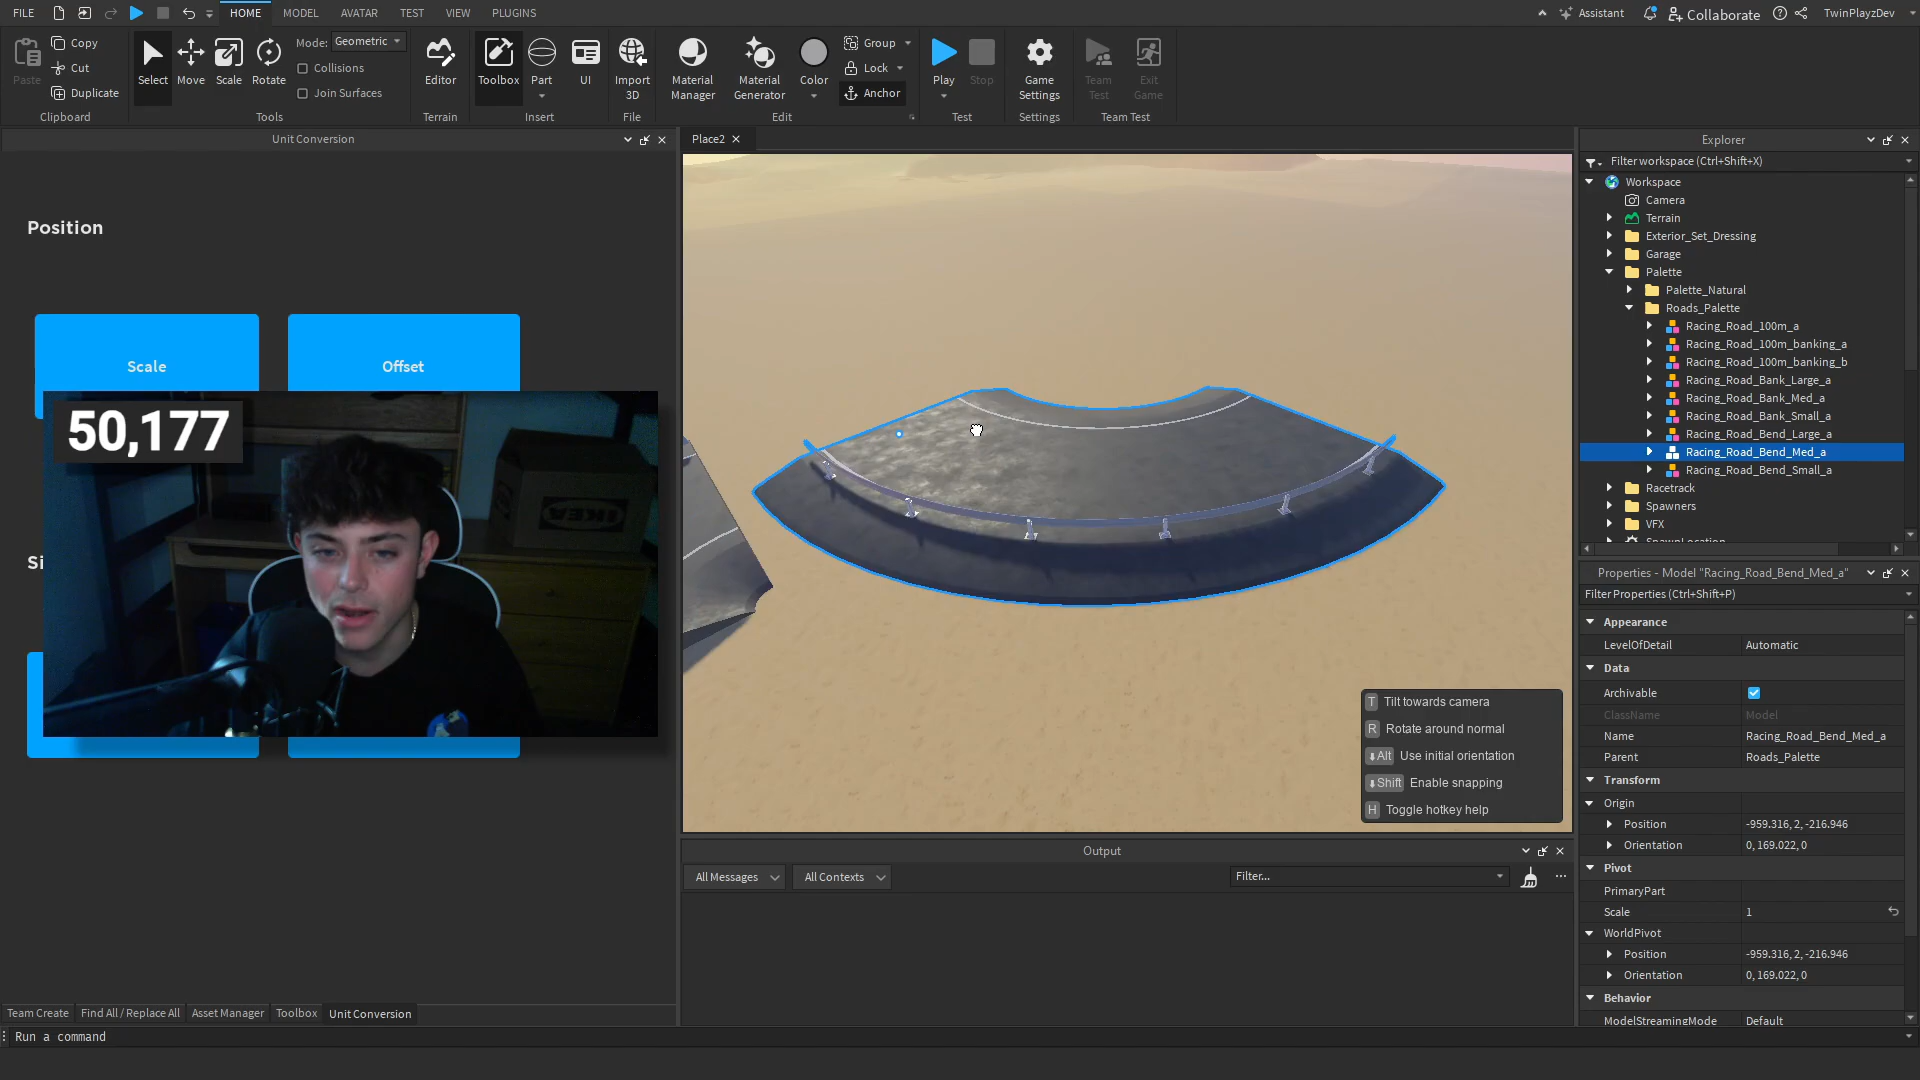 FILE
HOME
MODEL
AVATAR
TEST
VIEW
PLUGINS
Assistant
Collaborate
TwinPlayzDev
Paste
Copy
Cut
Duplicate
Clipboard
Select
Move
Scale
Rotate
Mode:
Geometric
Collisions
Join Surfaces
Tools
Editor
Terrain
Toolbox
Part
UI
Insert
Import
3D
File
Material
Manager
Material
Generator
Color
Group
Lock
Anchor
Edit
Play
Stop
Test
Game
Settings
Settings
Team
Test
Exit
Game
Team Test
Unit Conversion
Position
Scale
Offset
50,177
IKEA
Si
Team Create
Find All / Replace All
Asset Manager
Toolbox
Unit Conversion
Run a command
Place2
T Tilt towards camera
R Rotate around normal
Alt Use initial orientation
Shift Enable snapping
H Toggle hotkey help
Output
All Messages
All Contexts
Filter...
Explorer
Filter workspace (Ctrl+Shift+X)
Workspace
Camera
Terrain
Exterior_Set_Dressing
Garage
Palette
Palette_Natural
Roads_Palette
Racing_Road_100m_a
Racing_Road_100m_banking_a
Racing_Road_100m_banking_b
Racing_Road_Bank_Large_a
Racing_Road_Bank_Med_a
Racing_Road_Bank_Small_a
Racing_Road_Bend_Large_a
Racing_Road_Bend_Med_a
Racing_Road_Bend_Small_a
Racetrack
Spawners
VFX
SpawnLocation
Properties - Model "Racing_Road_Bend_Med_a"
Filter Properties (Ctrl+Shift+P)
Appearance
LevelOfDetail Automatic
Data
Archivable
ClassName Model
Name Racing_Road_Bend_Med_a
Parent Roads_Palette
Transform
Origin
Position -959.316, 2, -216.946
Orientation 0, 169.022, 0
Pivot
PrimaryPart
Scale 1
WorldPivot
Position -959.316, 2, -216.946
Orientation 0, 169.022, 0
Behavior
ModelStreamingMode Default